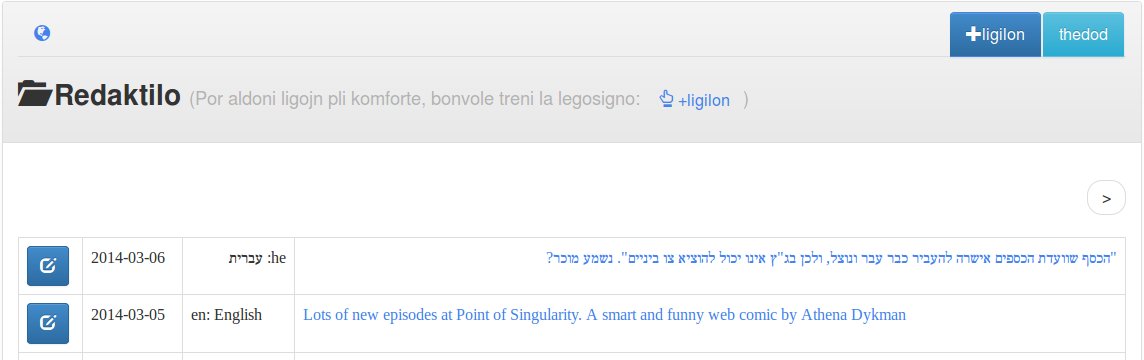 +ligilon
thedod
Redaktilo (Por aldoni ligojn pli komforte, bonvole treni la legosigno: +ligilon )
>
2014-03-06
he: עברית
"הכסף שוועדת הכספים אישרה להעביר כבר עבר ונוצל, ולכן בג"ץ אינו יכול להוציא צו ביניים". נשמע מוכר?
2014-03-05
en: English
Lots of new episodes at Point of Singularity. A smart and funny web comic by Athena Dykman